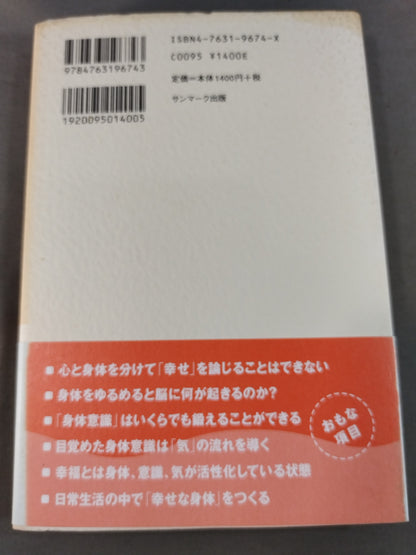 ISBN4-7631-9674-X
C0095 ¥1400E
定価=本体1400円+税
サンマーク出版
9784763196743
1920095014005
■ 心と身体を分けて「幸せ」を論じることはできない
■ 身体をゆるめると脳に何が起きるのか?
■ 「身体意識」はいくらでも鍛えることができる
■ 目覚めた身体意識は「気」の流れを導く
■ 幸福とは身体、意識、気が活性化している状態
■ 日常生活の中で「幸せな身体」をつくる
おもな
項目